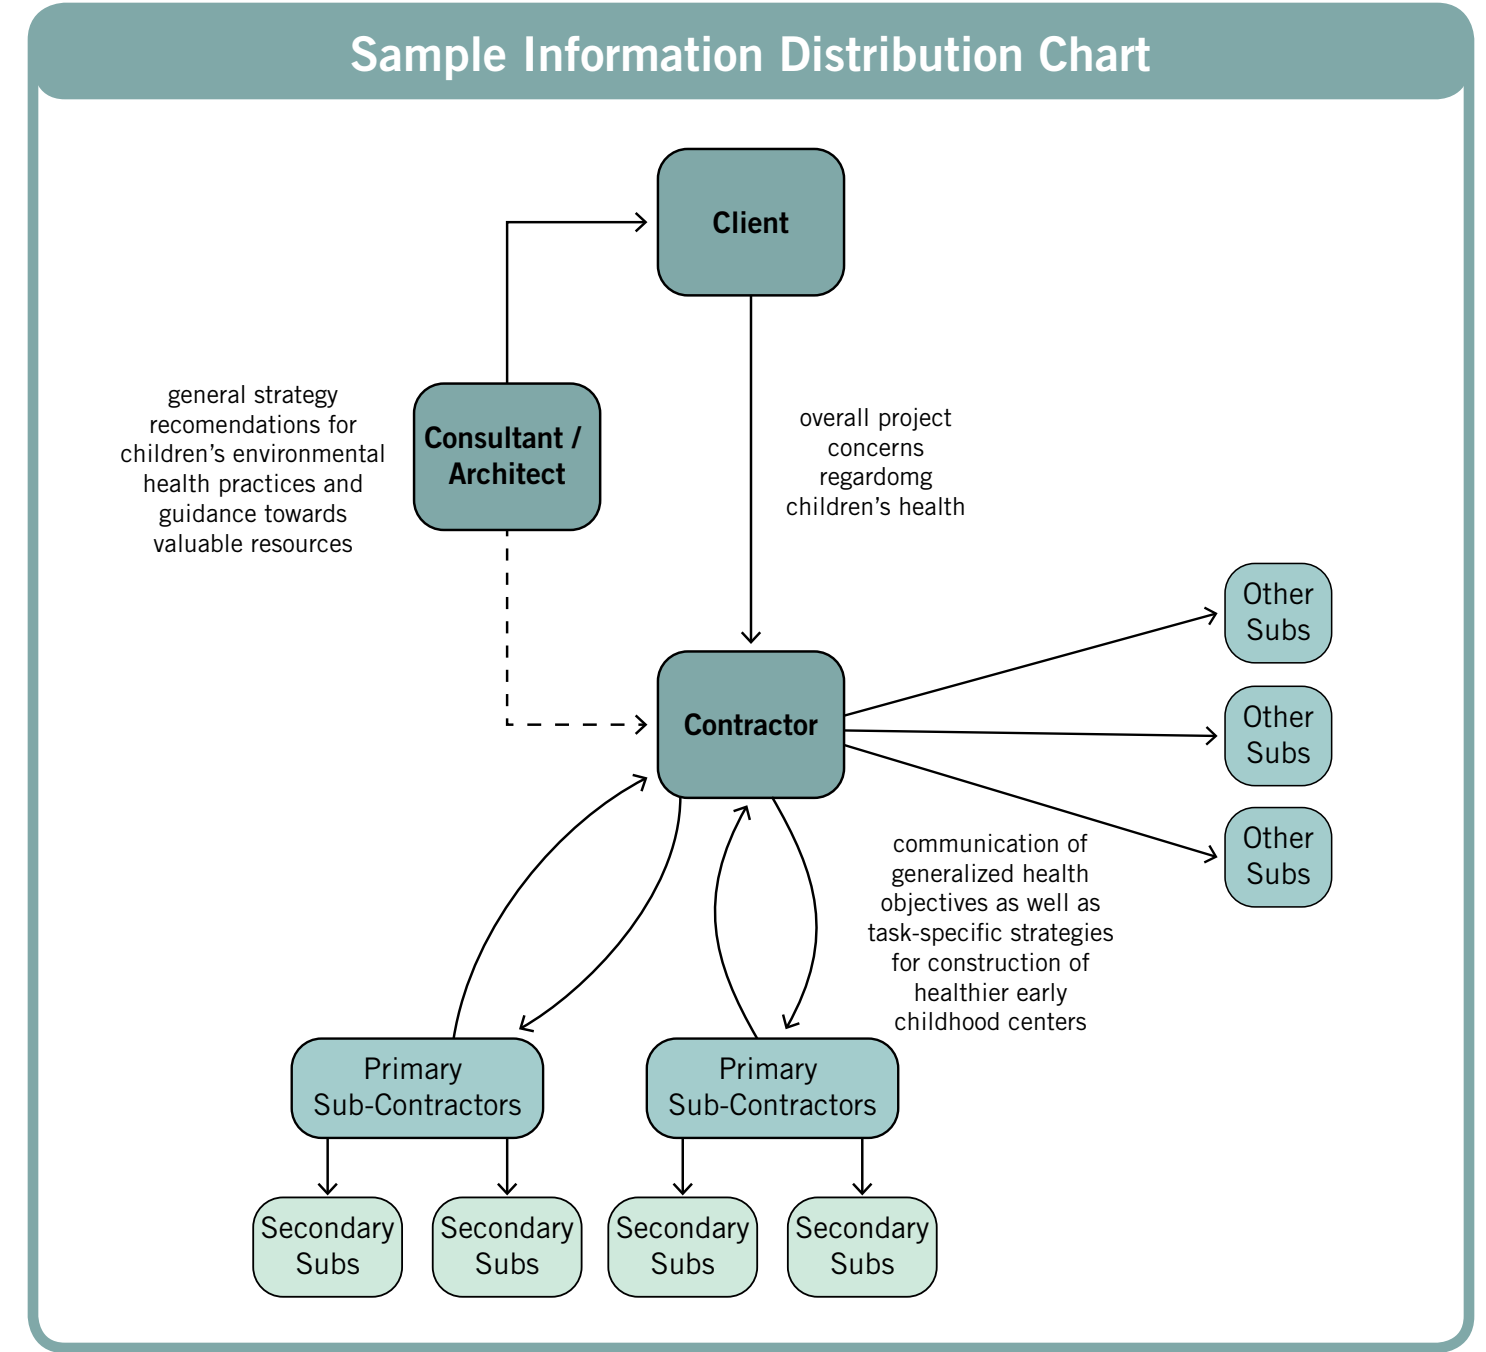 Sample Information Distribution Chart
Client
general strategy
recomendations for
children's environmental
health practices and
guidance towards
valuable resources
Consultant /
Architect
overall project
concerns
regardomg
children's health
Other
Subs
Contractor
Other
Subs
Other
Subs
communication of
generalized health
objectives as well as
task-specific strategies
for construction of
healthier early
childhood centers
Primary
Sub-Contractors
Primary
Sub-Contractors
Secondary
Subs
Secondary
Subs
Secondary
Subs
Secondary
Subs